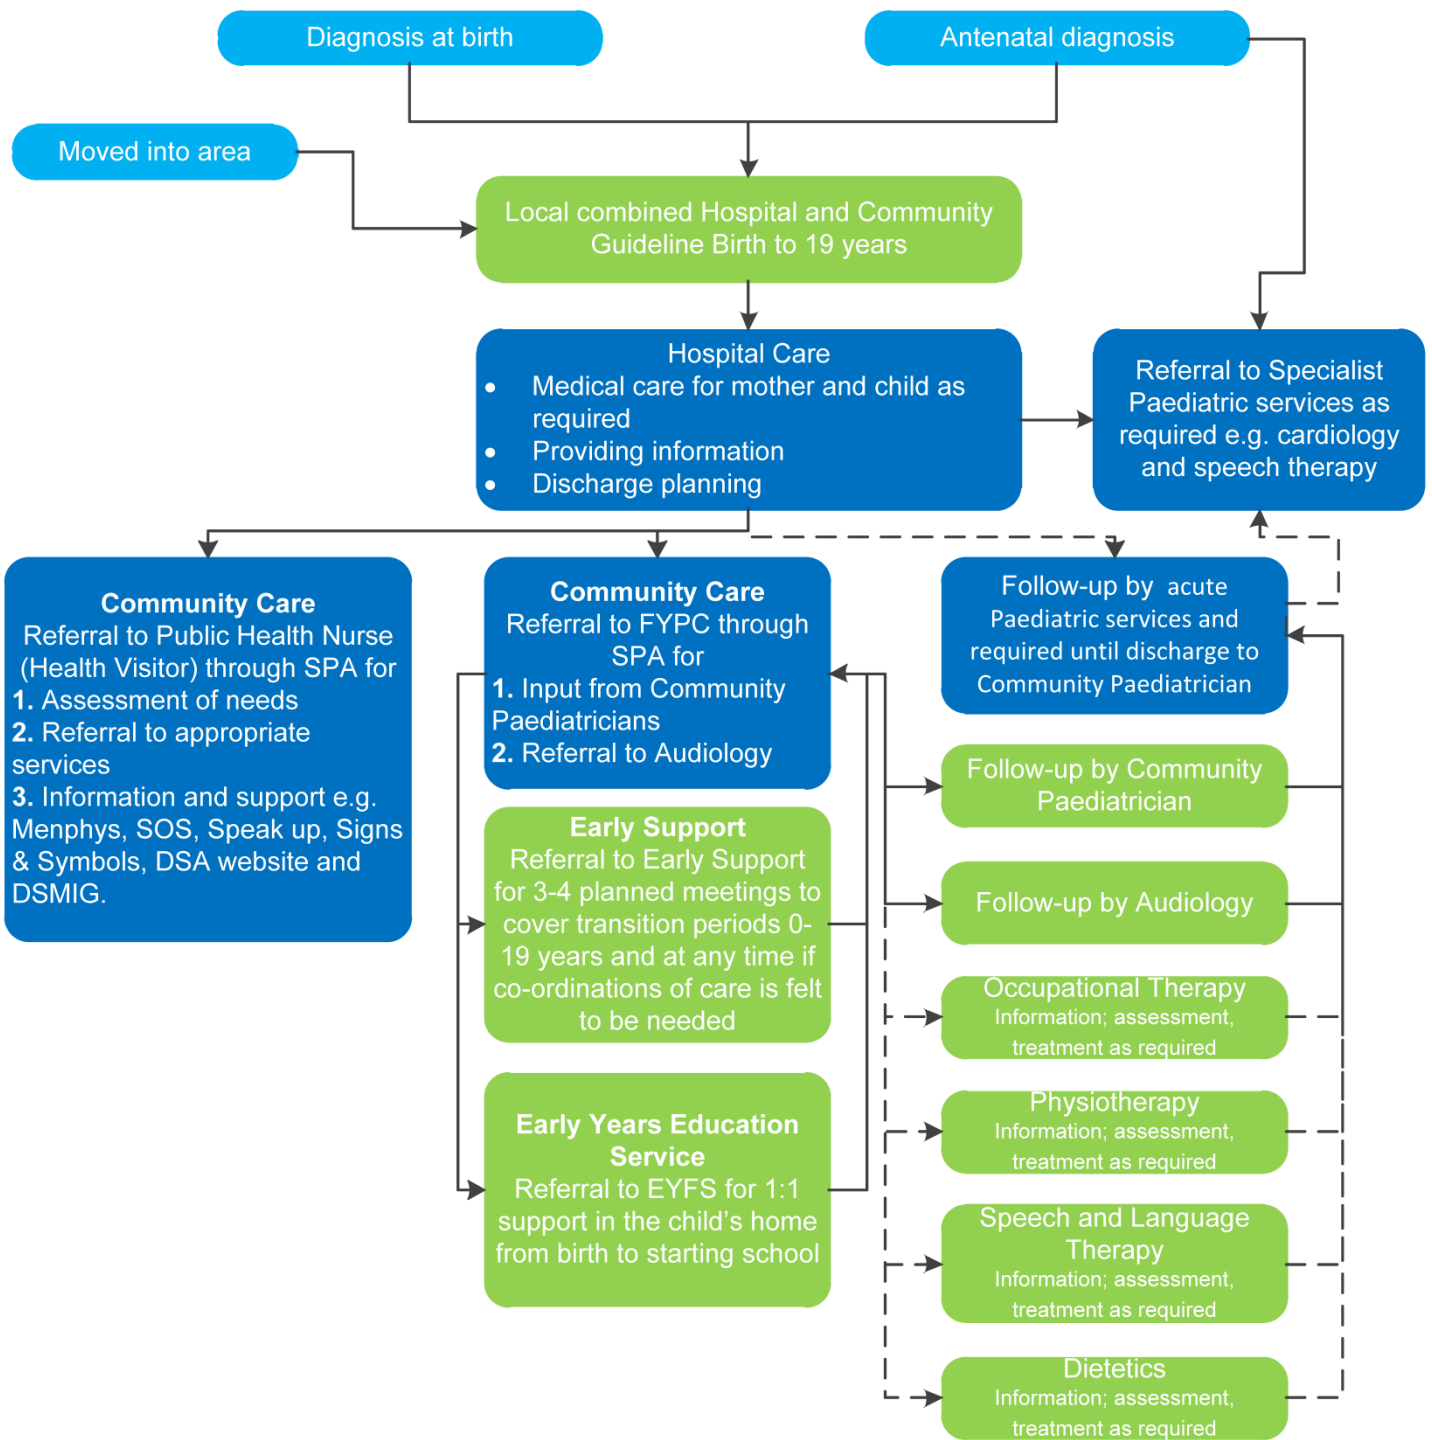 Diagnosis at birth
Antenatal diagnosis
Moved into area
Local combined Hospital and Community
Guideline Birth to 19 years
Hospital Care
• Medical care for mother and child as
required
• Providing information
• Discharge planning
Referral to Specialist
Paediatric services as
required e.g. cardiology
and speech therapy
Community Care
Referral to Public Health Nurse
(Health Visitor) through SPA for
1. Assessment of needs
2. Referral to appropriate
services
3. Information and support e.g.
Menphys, SOS, Speak up, Signs
& Symbols, DSA website and
DSMIG.
Community Care
Referral to FYPC through
SPA for
1. Input from Community
Paediatricians
2. Referral to Audiology
Early Support
Referral to Early Support
for 3-4 planned meetings to
cover transition periods 0-
19 years and at any time if
co-ordinations of care is felt
to be needed
Early Years Education
Service
Referral to EYFS for 1:1
support in the child's home
from birth to starting school
Follow-up by acute
Paediatric services and
required until discharge to
Community Paediatrician
Follow-up by Community
Paediatrician
Follow-up by Audiology
Occupational Therapy
Information; assessment,
treatment as required
Physiotherapy
Information; assessment,
treatment as required
Speech and Language
Therapy
Information; assessment,
treatment as required
Dietetics
Information; assessment,
treatment as required